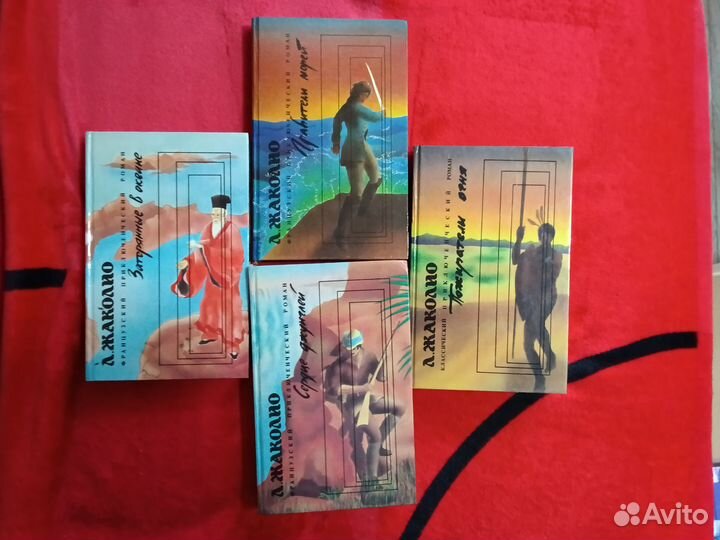 Л. ЖАКОЛИО
ФРАНЦУЗСКИЙ ПРИКЛЮЧЕНЧЕСКИЙ РОМАН
Затерянные в океане
Л. ЖАКОЛИО
ФРАНЦУЗСКИЙ ПРИКЛЮЧЕНЧЕСКИЙ РОМАН
Грабители морей
Л. ЖАКОЛИО
ФРАНЦУЗСКИЙ ПРИКЛЮЧЕНЧЕСКИЙ РОМАН
Сердце джунглей
Л. ЖАКОЛИО
КЛАССИЧЕСКИЙ ПРИКЛЮЧЕНЧЕСКИЙ РОМАН
Пожиратели огня
Avito